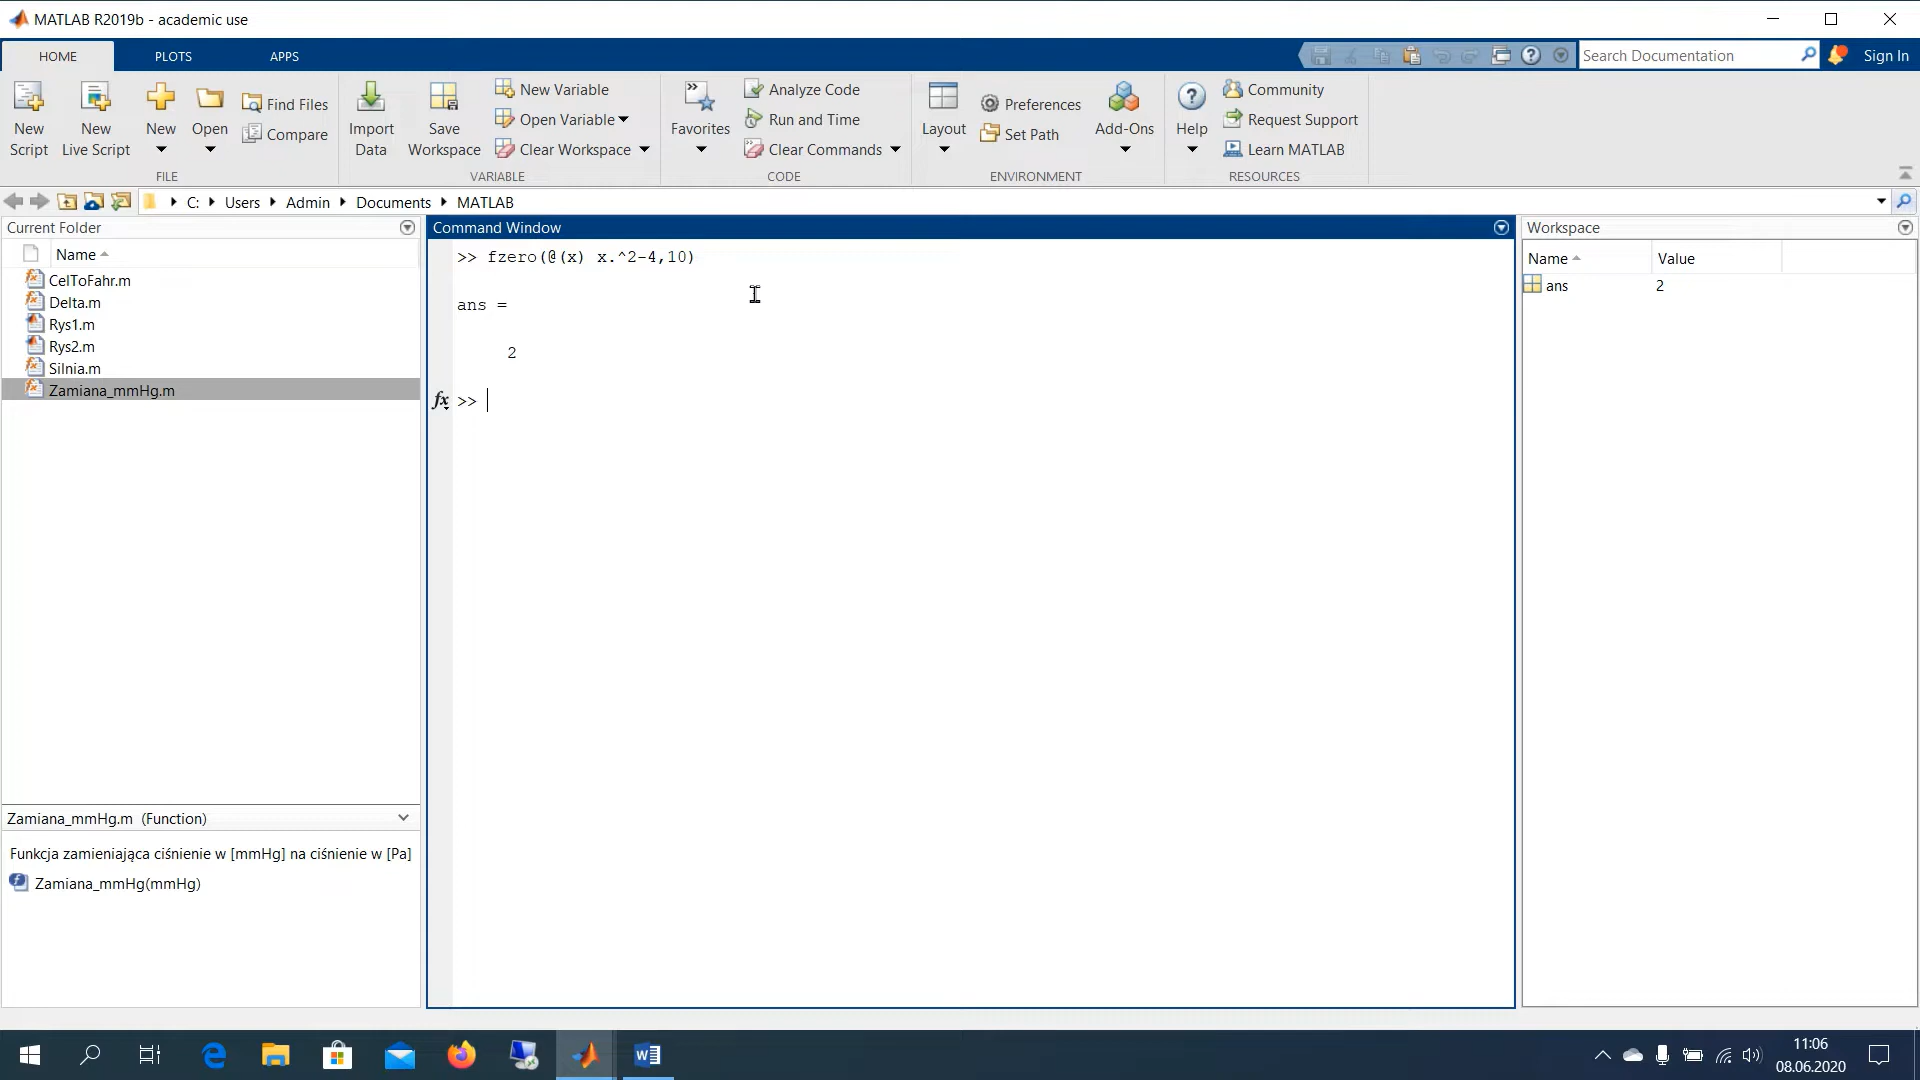 MATLAB R2019b - academic use
HOME PLOTS APPS
Search Documentation Sign In
New Script
New Live Script
New
Open
Find Files
Compare
FILE
Import Data
Save Workspace
New Variable
Open Variable
Clear Workspace
VARIABLE
Favorites
Analyze Code
Run and Time
Clear Commands
CODE
Layout
Preferences
Set Path
Add-Ons
ENVIRONMENT
Help
Community
Request Support
Learn MATLAB
RESOURCES
C: Users Admin Documents MATLAB
Current Folder
Name
CelToFahr.m
Delta.m
Rys1.m
Rys2.m
Silnia.m
Zamiana_mmHg.m
Zamiana_mmHg.m (Function)
Funkcja zamieniająca ciśnienie w [mmHg] na ciśnienie w [Pa]
Zamiana_mmHg(mmHg)
Command Window
>> fzero(@(x) x.^2-4,10)
ans =
2
fx >>
Workspace
Name Value
ans 2
11:06
08.06.2020